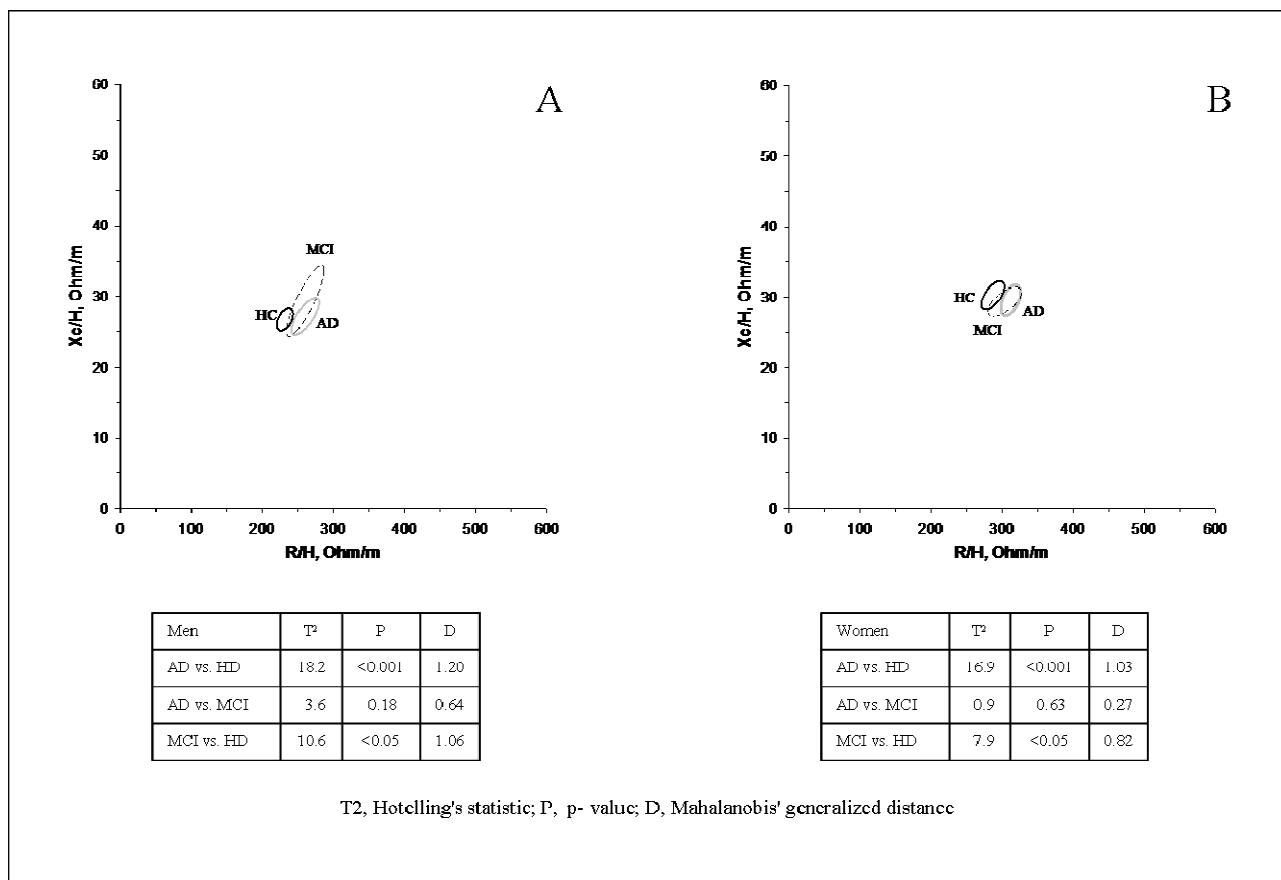 A
60
50
40
30
20
10
0
Xc/H, Ohm/m
MCI
HC
AD
0 100 200 300 400 500 600
R/H, Ohm/m
B
60
50
40
30
20
10
0
Xc/H, Ohm/m
HC
AD
MCI
0 100 200 300 400 500 600
R/H, Ohm/m
Men T² P D
AD vs. HD 18.2 <0.001 1.20
AD vs. MCI 3.6 0.18 0.64
MCI vs. HD 10.6 <0.05 1.06
Women T² P D
AD vs. HD 16.9 <0.001 1.03
AD vs. MCI 0.9 0.63 0.27
MCI vs. HD 7.9 <0.05 0.82
T2, Hotelling's statistic; P, p- value; D, Mahalanobis' generalized distance